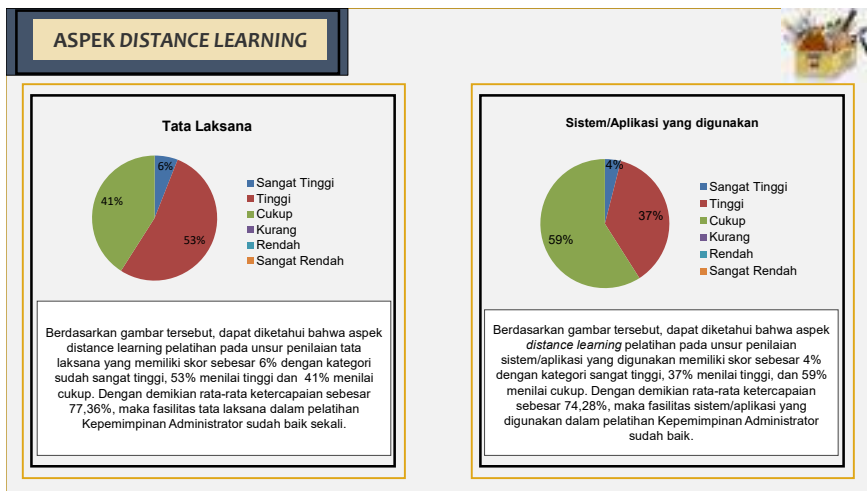 ASPEK DISTANCE LEARNING
Tata Laksana
6%
41%
53%
Sangat Tinggi
Tinggi
Cukup
Kurang
Rendah
Sangat Rendah
Berdasarkan gambar tersebut, dapat diketahui bahwa aspek
distance learning pelatihan pada unsur penilaian tata
laksana yang memiliki skor sebesar 6% dengan kategori
sudah sangat tinggi, 53% menilai tinggi dan 41% menilai
cukup. Dengan demikian rata-rata ketercapaian sebesar
77,36%, maka fasilitas tata laksana dalam pelatihan
Kepemimpinan Administrator sudah baik sekali.
Sistem/Aplikasi yang digunakan
4%
37%
59%
Sangat Tinggi
Tinggi
Cukup
Kurang
Rendah
Sangat Rendah
Berdasarkan gambar tersebut, dapat diketahui bahwa aspek
distance learning pelatihan pada unsur penilaian
sistem/aplikasi yang digunakan memiliki skor sebesar 4%
dengan kategori sangat tinggi, 37% menilai tinggi, dan 59%
menilai cukup. Dengan demikian rata-rata ketercapaian
sebesar 74,28%, maka fasilitas sistem/aplikasi yang
digunakan dalam pelatihan Kepemimpinan Administrator
sudah baik.